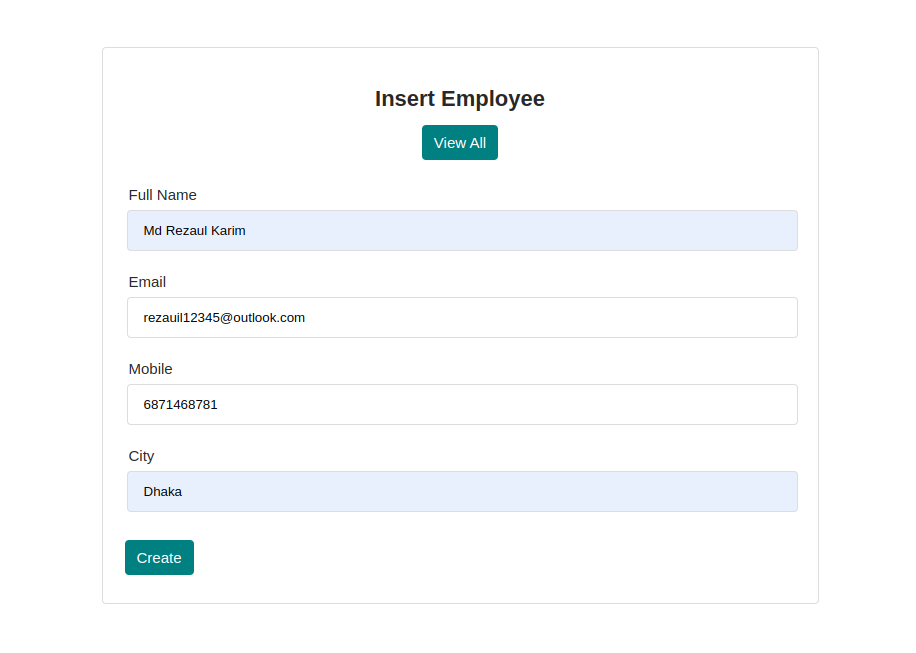 Insert Employee
View All
Full Name
Md Rezaul Karim
Email
rezauil12345@outlook.com
Mobile
6871468781
City
Dhaka
Create